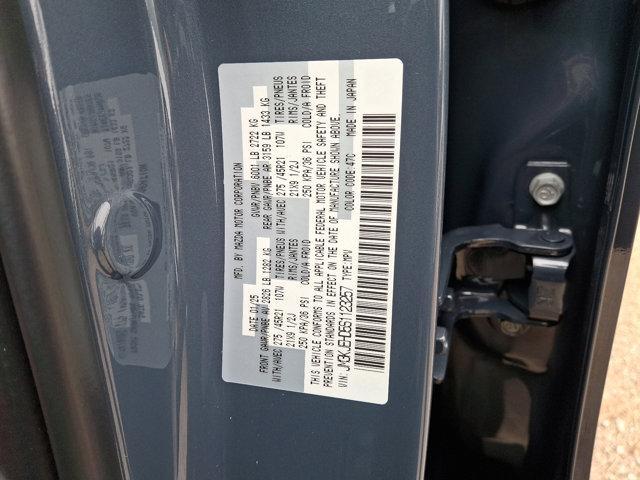 MFD. BY MAZDA MOTOR CORPORATION
DATE 01/25 GVWR/PNBV 6001 LB 2722 KG
FRONT GAWR/PNBE AV 2826 LB 1282 KG REAR GAWR/PNBE AR 3159 LB 1433 KG
WITH/AVEC 275 /45R21 107W TIRES/PNEUS WITH/AVEC 275 /45R21 107W TIRES/PNEUS
21X9 1/2J RIMS/JANTES 21X9 1/2J RIMS/JANTES
250 KPA/36 PSI COLD/A FROID 250 KPA/36 PSI COLD/A FROID
THIS VEHICLE CONFORMS TO ALL APPLICABLE FEDERAL MOTOR VEHICLE SAFETY AND THEFT
STANDARDS IN EFFECT ON THE DATE OF MANUFACTURE SHOWN ABOVE.
VIN: JM3KJEHD6S1123257 TYPE:MPV COLOR CODE:47C MADE IN JAPAN